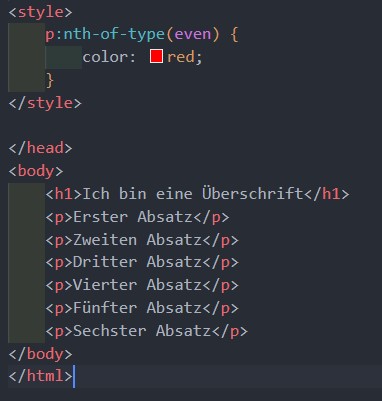 <style>
p:nth-of-type(even) {
color: red;
}
</style>
</head>
<body>
<h1>Ich bin eine Überschrift</h1>
<p>Erster Absatz</p>
<p>Zweiten Absatz</p>
<p>Dritter Absatz</p>
<p>Vierter Absatz</p>
<p>Fünfter Absatz</p>
<p>Sechster Absatz</p>
</body>
</html>